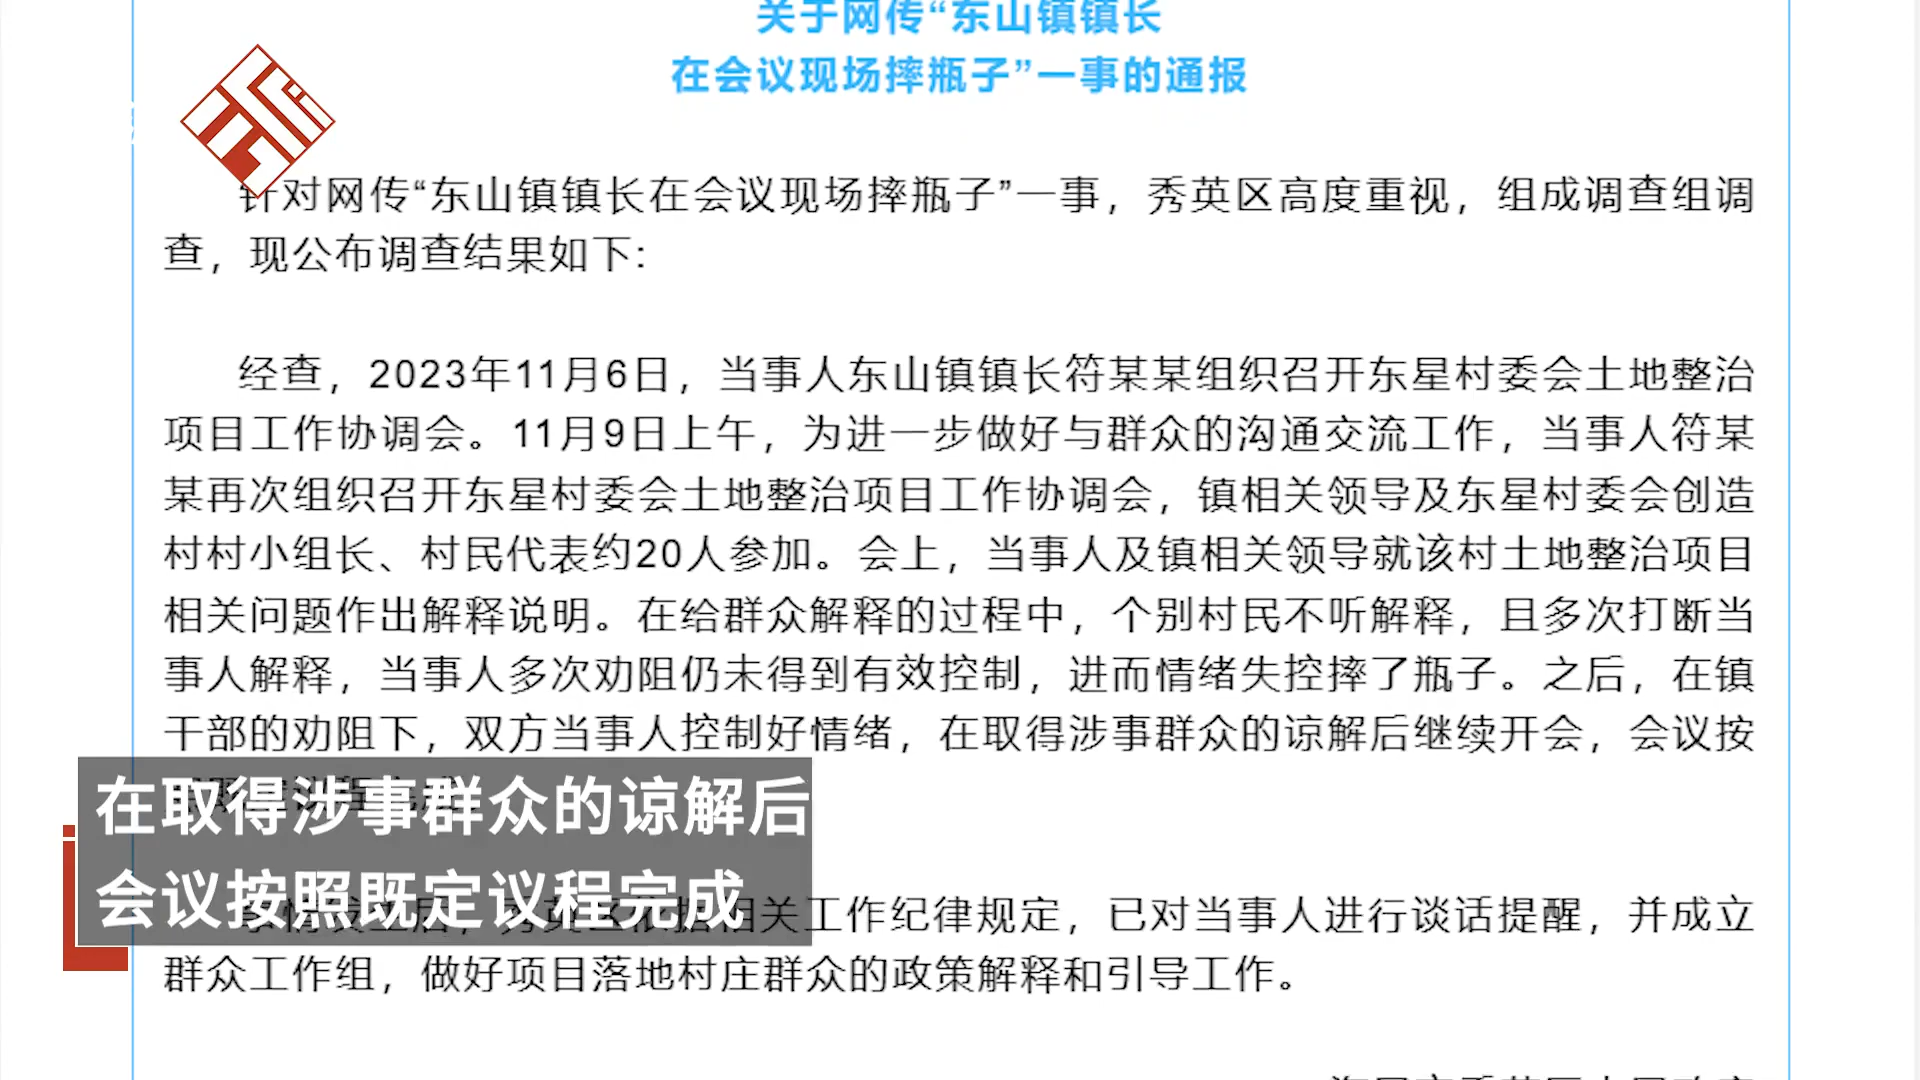 关于网传“东山镇镇长
在会议现场摔瓶子”一事的通报
针对网传“东山镇镇长在会议现场摔瓶子”一事，秀英区高度重视，组成调查组调
查，现公布调查结果如下：
经查，2023年11月6日，当事人东山镇镇长符某某组织召开东星村委会土地整治
项目工作协调会。11月9日上午，为进一步做好与群众的沟通交流工作，当事人符某
某再次组织召开东星村委会土地整治项目工作协调会，镇相关领导及东星村委会创造
村村小组长、村民代表约20人参加。会上，当事人及镇相关领导就该村土地整治项目
相关问题作出解释说明。在给群众解释的过程中，个别村民不听解释，且多次打断当
事人解释，当事人多次劝阻仍未得到有效控制，进而情绪失控摔了瓶子。之后，在镇
干部的劝阻下，双方当事人控制好情绪，在取得涉事群众的谅解后继续开会，会议按
在取得涉事群众的谅解后
会议按照既定议程完成
相关工作纪律规定，已对当事人进行谈话提醒，并成立
群众工作组，做好项目落地村庄群众的政策解释和引导工作。